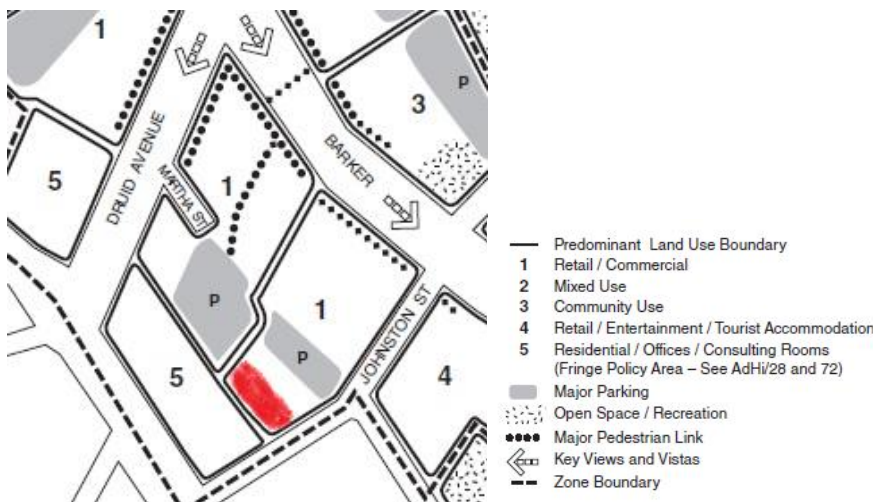 1
P
3
5
DRUID AVENUE
MARTHA ST
BARKER
1
P
1
P
JOHNSTON ST
5
4
Predominant Land Use Boundary
1 Retail / Commercial
2 Mixed Use
3 Community Use
4 Retail / Entertainment / Tourist Accommodation
5 Residential / Offices / Consulting Rooms
(Fringe Policy Area – See AdHi/28 and 72)
Major Parking
Open Space / Recreation
Major Pedestrian Link
Key Views and Vistas
Zone Boundary